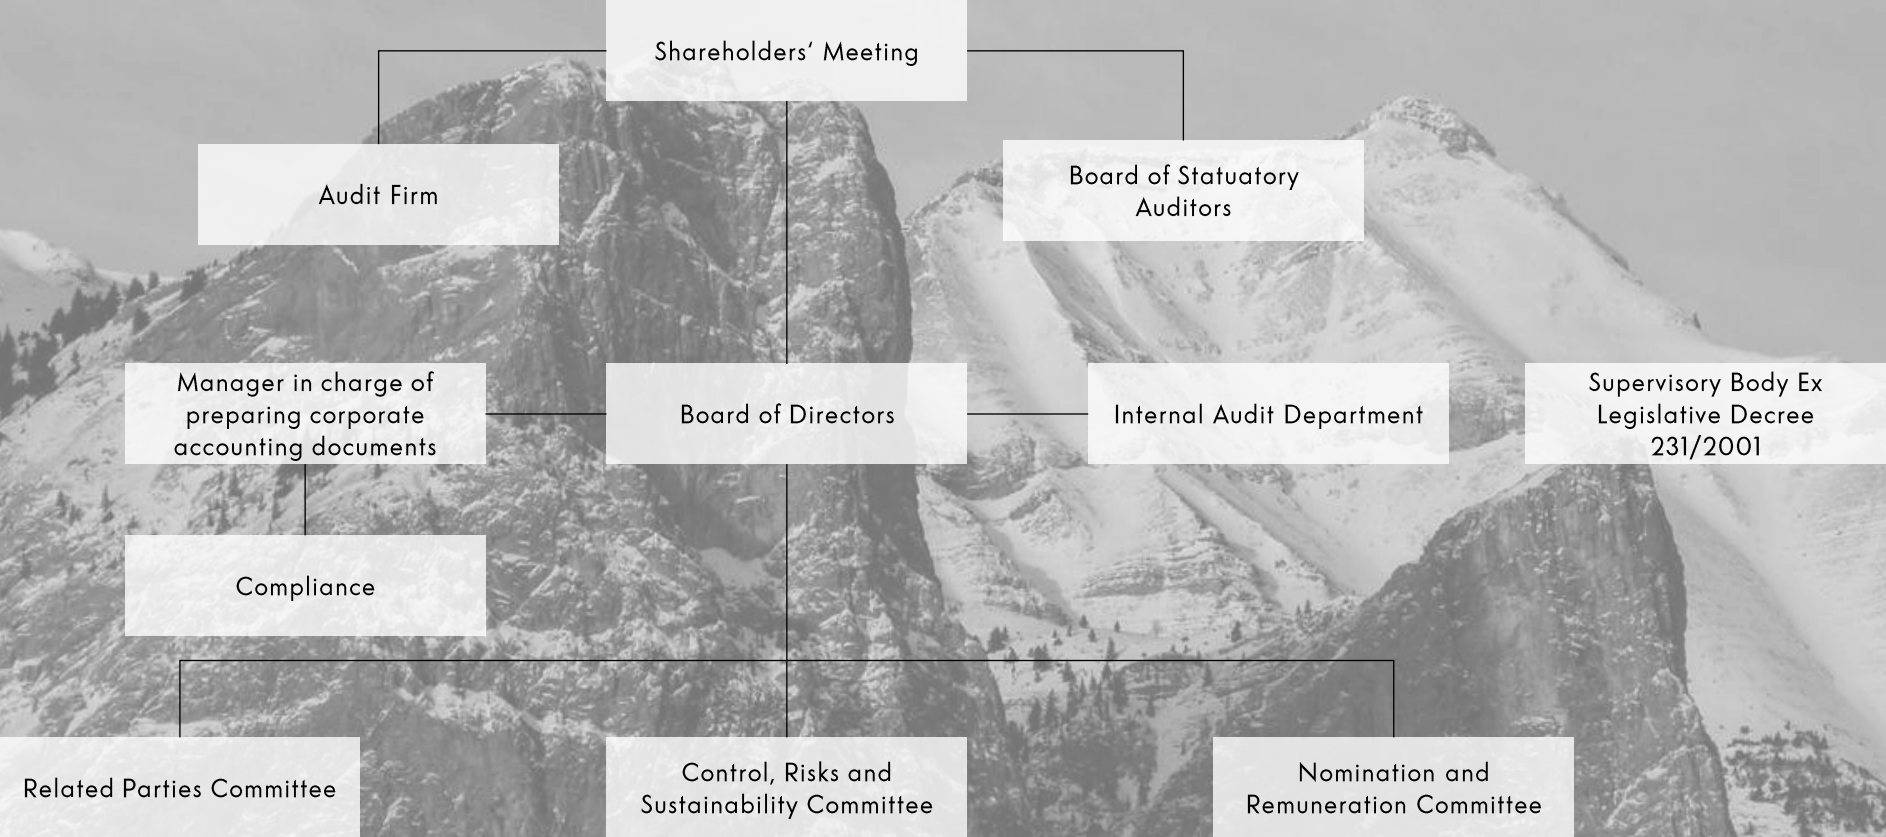 Shareholders‘ Meeting
Audit Firm
Board of Statuatory
Auditors
Manager in charge of
preparing corporate
accounting documents
Board of Directors
Internal Audit Department
Supervisory Body Ex
Legislative Decree
231/2001
Compliance
Related Parties Committee
Control, Risks and
Sustainability Committee
Nomination and
Remuneration Committee